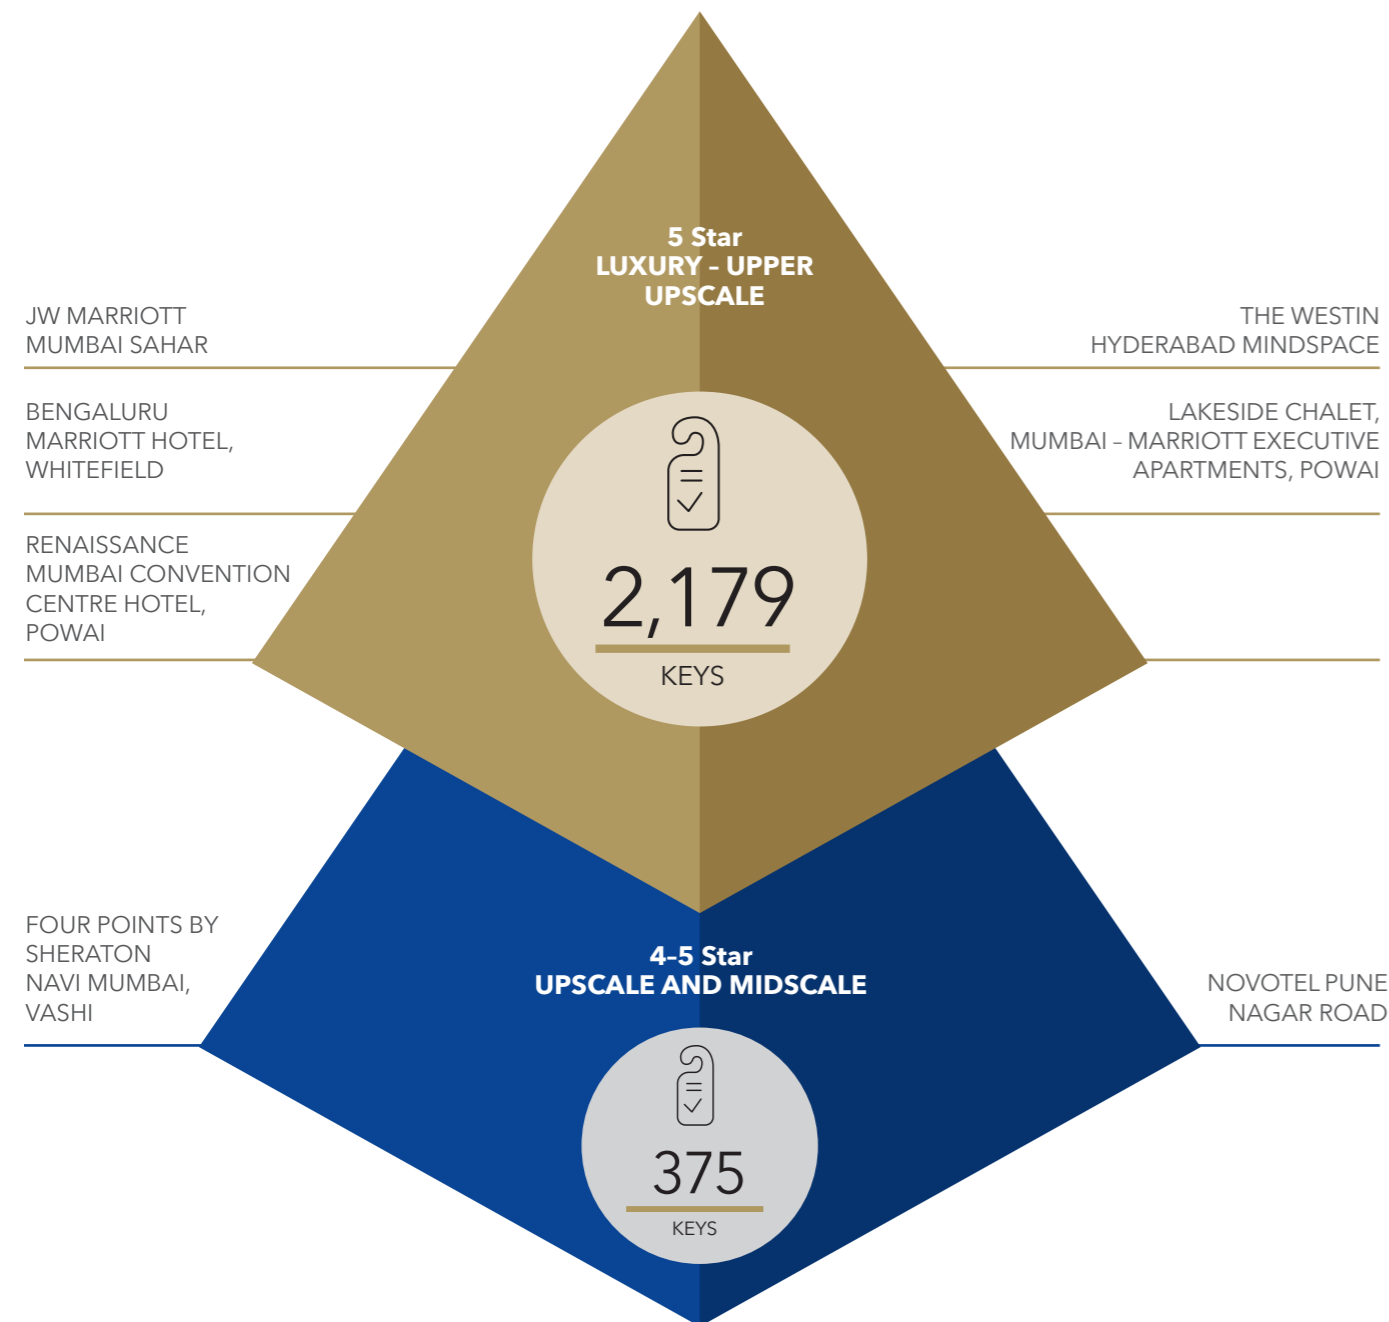 5 Star
LUXURY – UPPER
UPSCALE
JW MARRIOTT
MUMBAI SAHAR
THE WESTIN
HYDERABAD MINDSPACE
BENGALURU
MARRIOTT HOTEL,
WHITEFIELD
LAKESIDE CHALET,
MUMBAI – MARRIOTT EXECUTIVE
APARTMENTS, POWAI
RENAISSANCE
MUMBAI CONVENTION
CENTRE HOTEL,
POWAI
2,179
KEYS
FOUR POINTS BY
SHERATON
NAVI MUMBAI,
VASHI
4–5 Star
UPSCALE AND MIDSCALE
NOVOTEL PUNE
NAGAR ROAD
375
KEYS